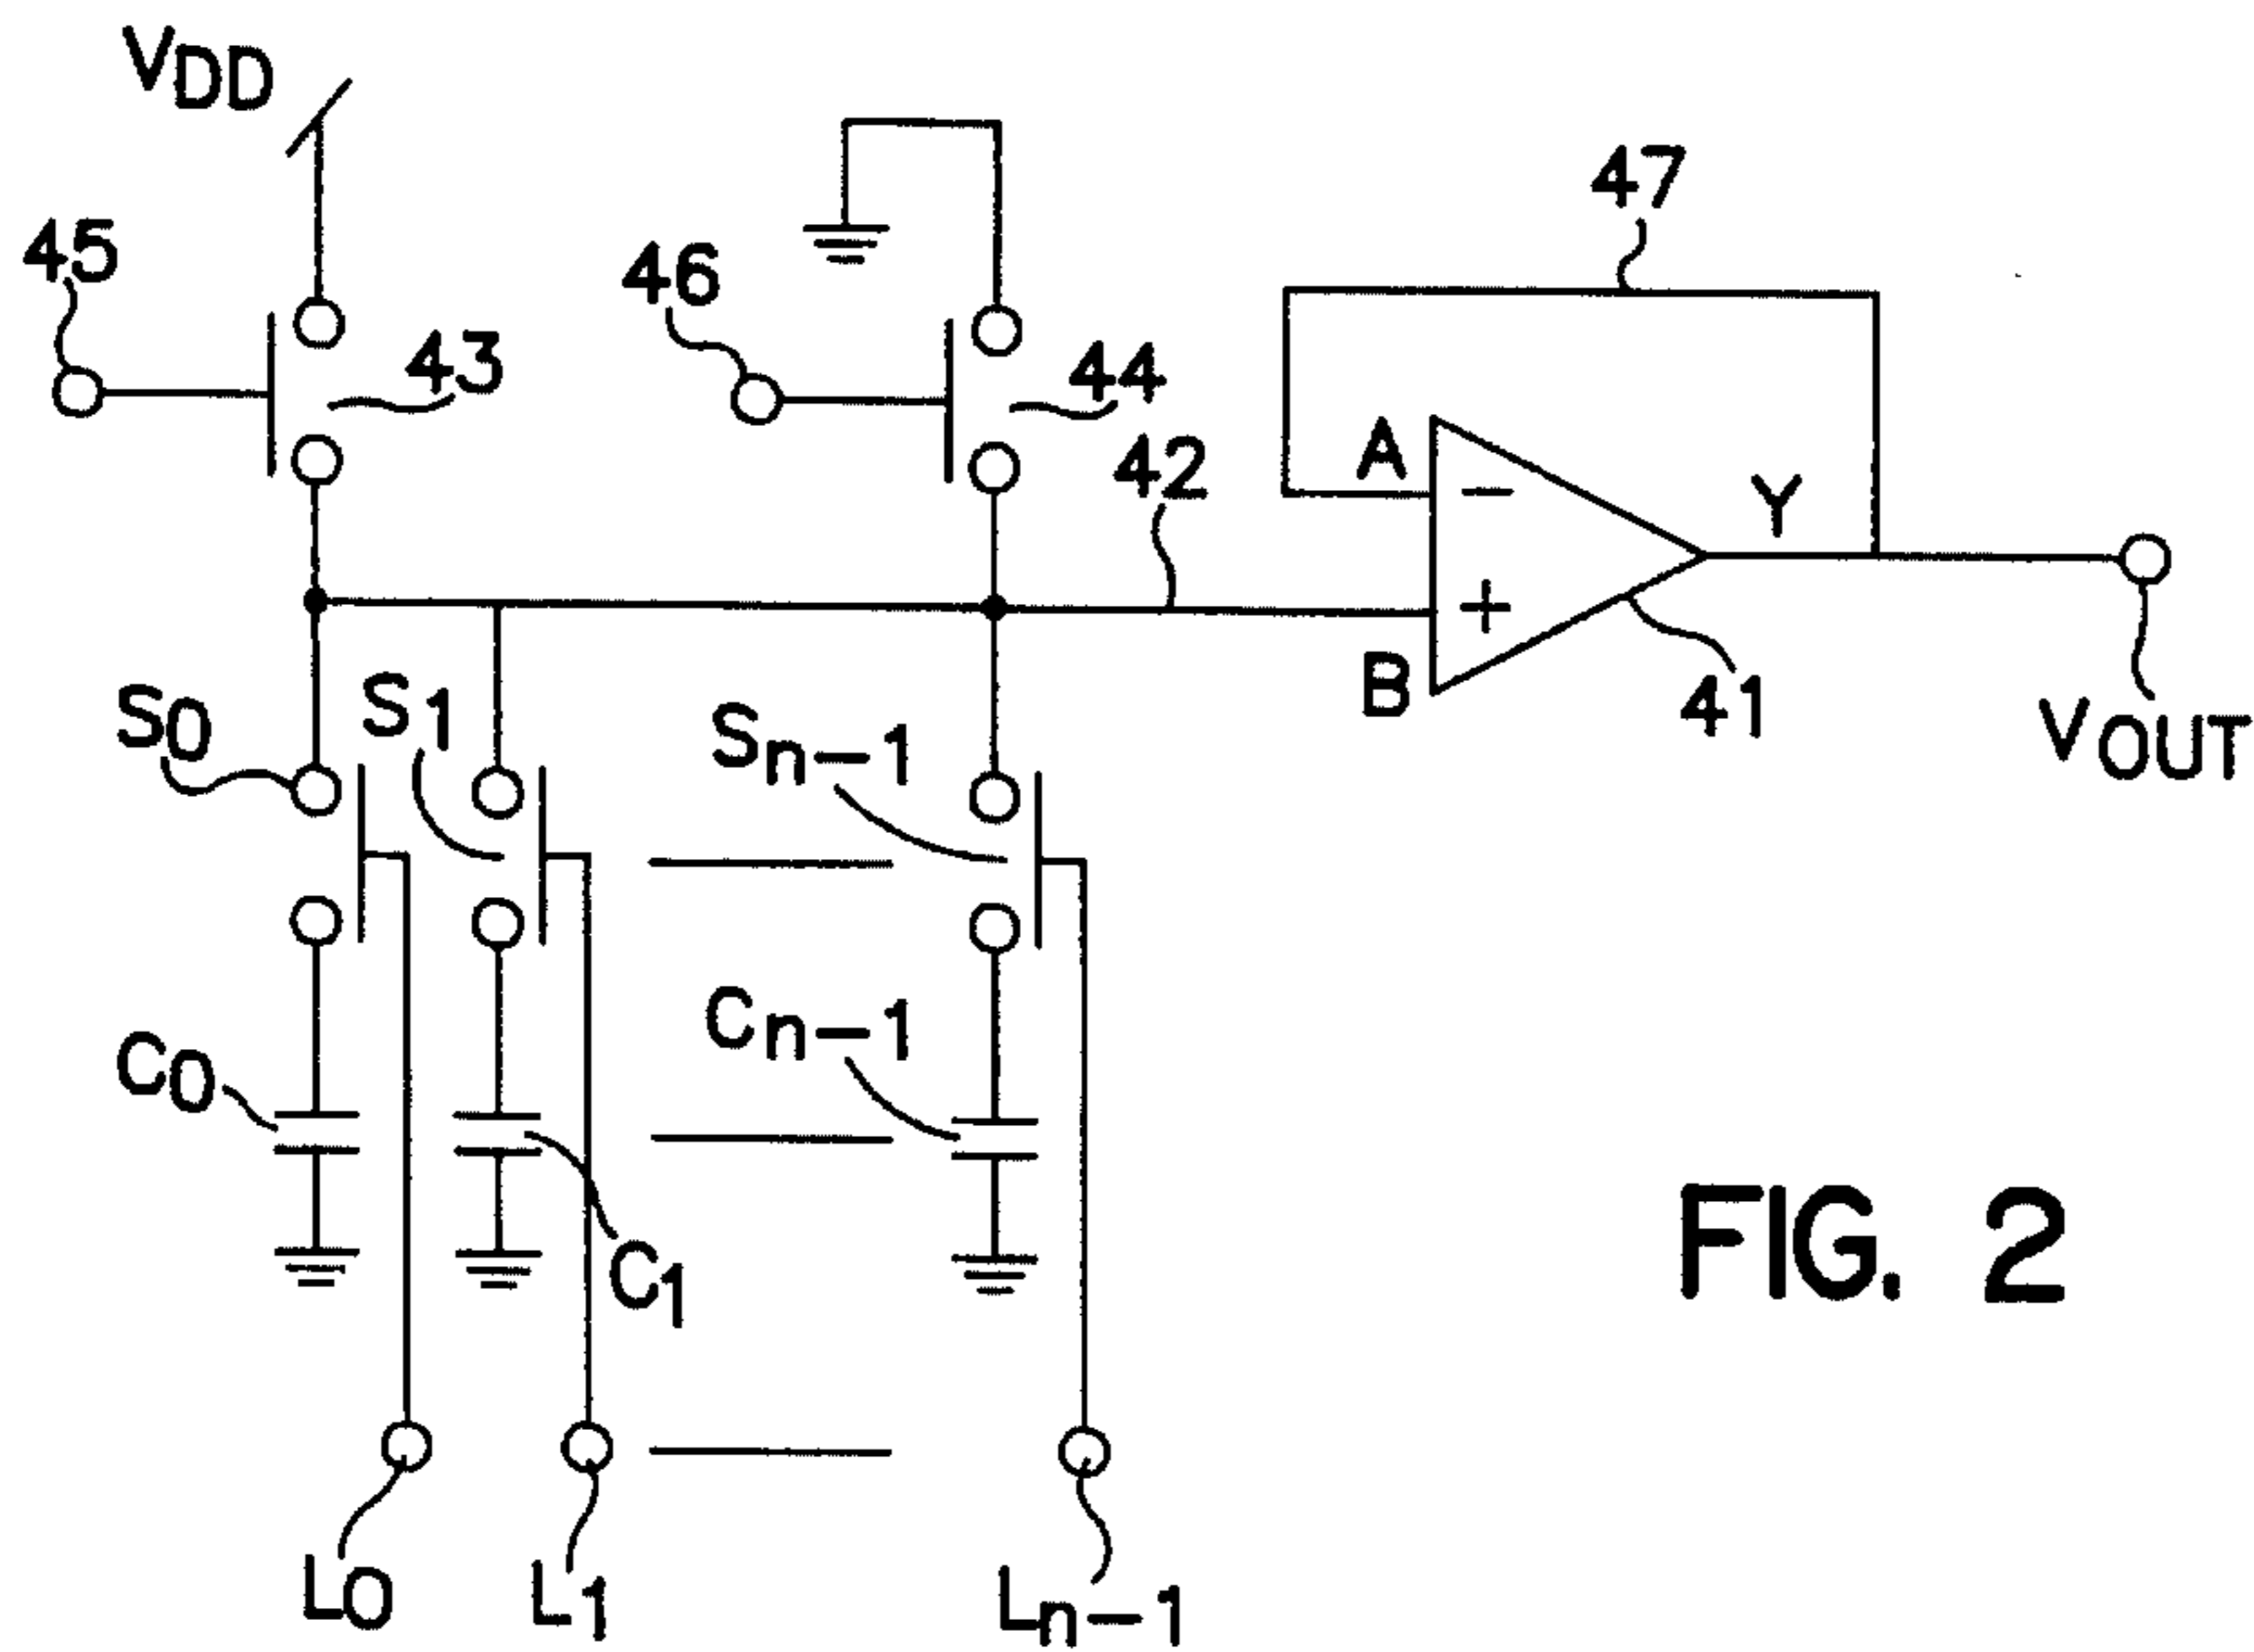 VDD
45
43
46
44
42
47
A
-
Y
+
B
41
VOUT
S0
S1
Sn-1
C0
C1
Cn-1
FIG. 2
L0
L1
Ln-1